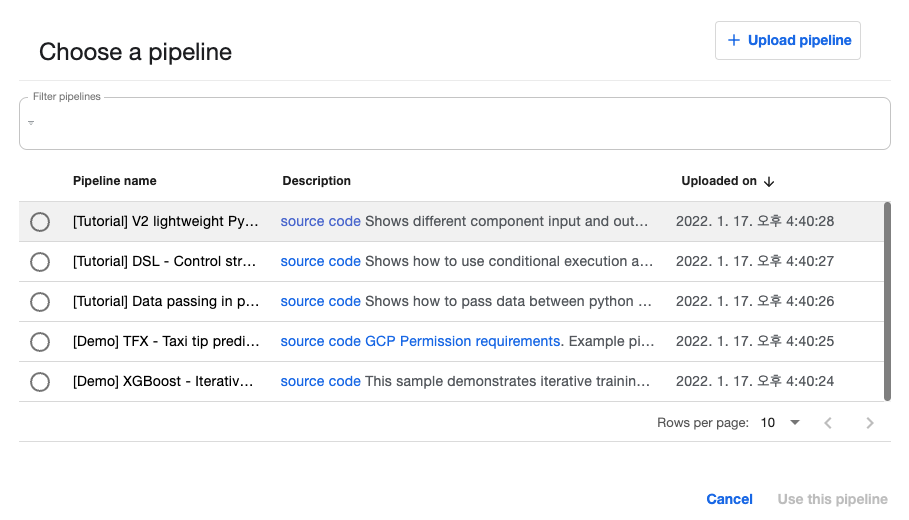 Choose a pipeline
+ Upload pipeline
Filter pipelines
Pipeline name Description Uploaded on ↓
[Tutorial] V2 lightweight Py... source code Shows different component input and out... 2022. 1. 17. 오후 4:40:28
[Tutorial] DSL - Control str... source code Shows how to use conditional execution a... 2022. 1. 17. 오후 4:40:27
[Tutorial] Data passing in p... source code Shows how to pass data between python ... 2022. 1. 17. 오후 4:40:26
[Demo] TFX - Taxi tip predi... source code GCP Permission requirements. Example pi... 2022. 1. 17. 오후 4:40:25
[Demo] XGBoost - Iterativ... source code This sample demonstrates iterative trainin... 2022. 1. 17. 오후 4:40:24
Rows per page: 10
Cancel Use this pipeline